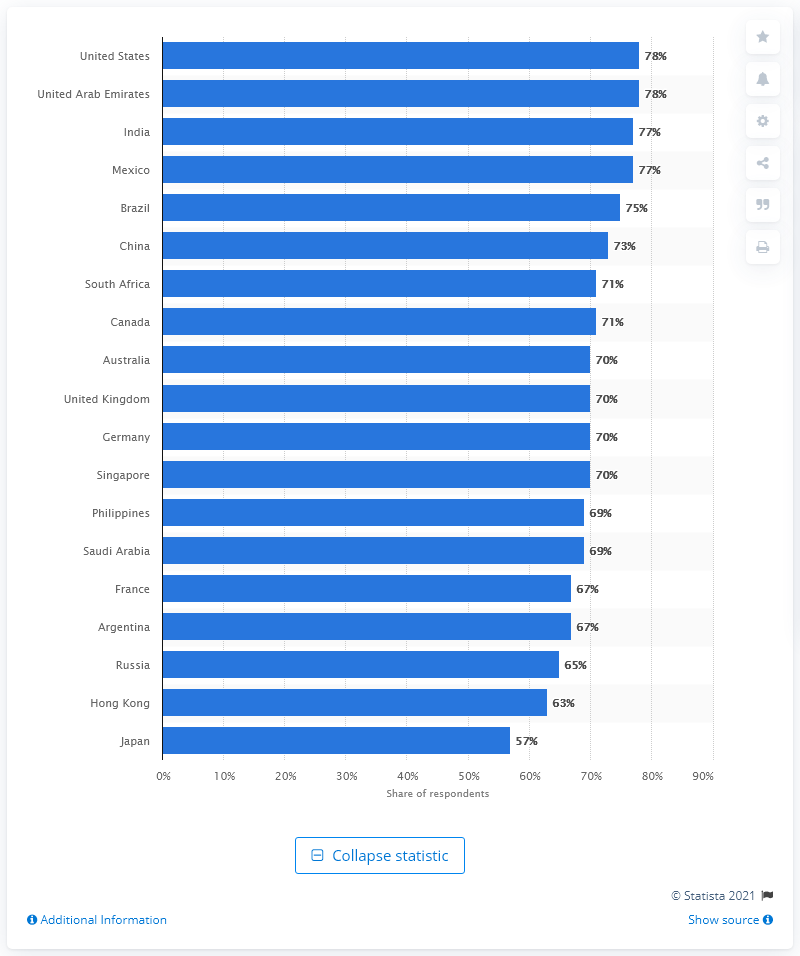 United States 78%
United Arab Emirates 78%
India 77%
Mexico 77%
Brazil 75%
China 73%
South Africa 71%
Canada 71%
Australia 70%
United Kingdom 70%
Germany 70%
Singapore 70%
Philippines 69%
Saudi Arabia 69%
France 67%
Argentina 67%
Russia 65%
Hong Kong 63%
Japan 57%
0% 10% 20% 30% 40% 50% 60% 70% 80% 90%
Share of respondents
Collapse statistic
© Statista 2021
Additional Information Show source